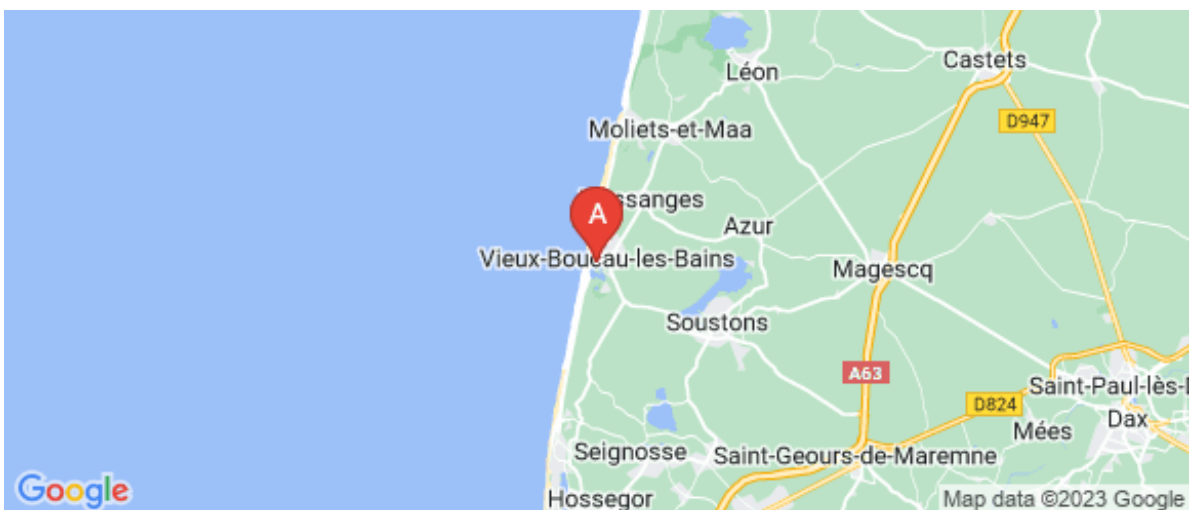 Castets
Léon
D947
Moliets-et-Maa
ssanges
A
Azur
Vieux-Boucau-les-Bains
Magescq
Soustons
A63
Saint-Paul-lès-
D824
Dax
Mées
Seignosse
Saint-Geours-de-Maremne
Hossegor
Google
Map data ©2023 Google